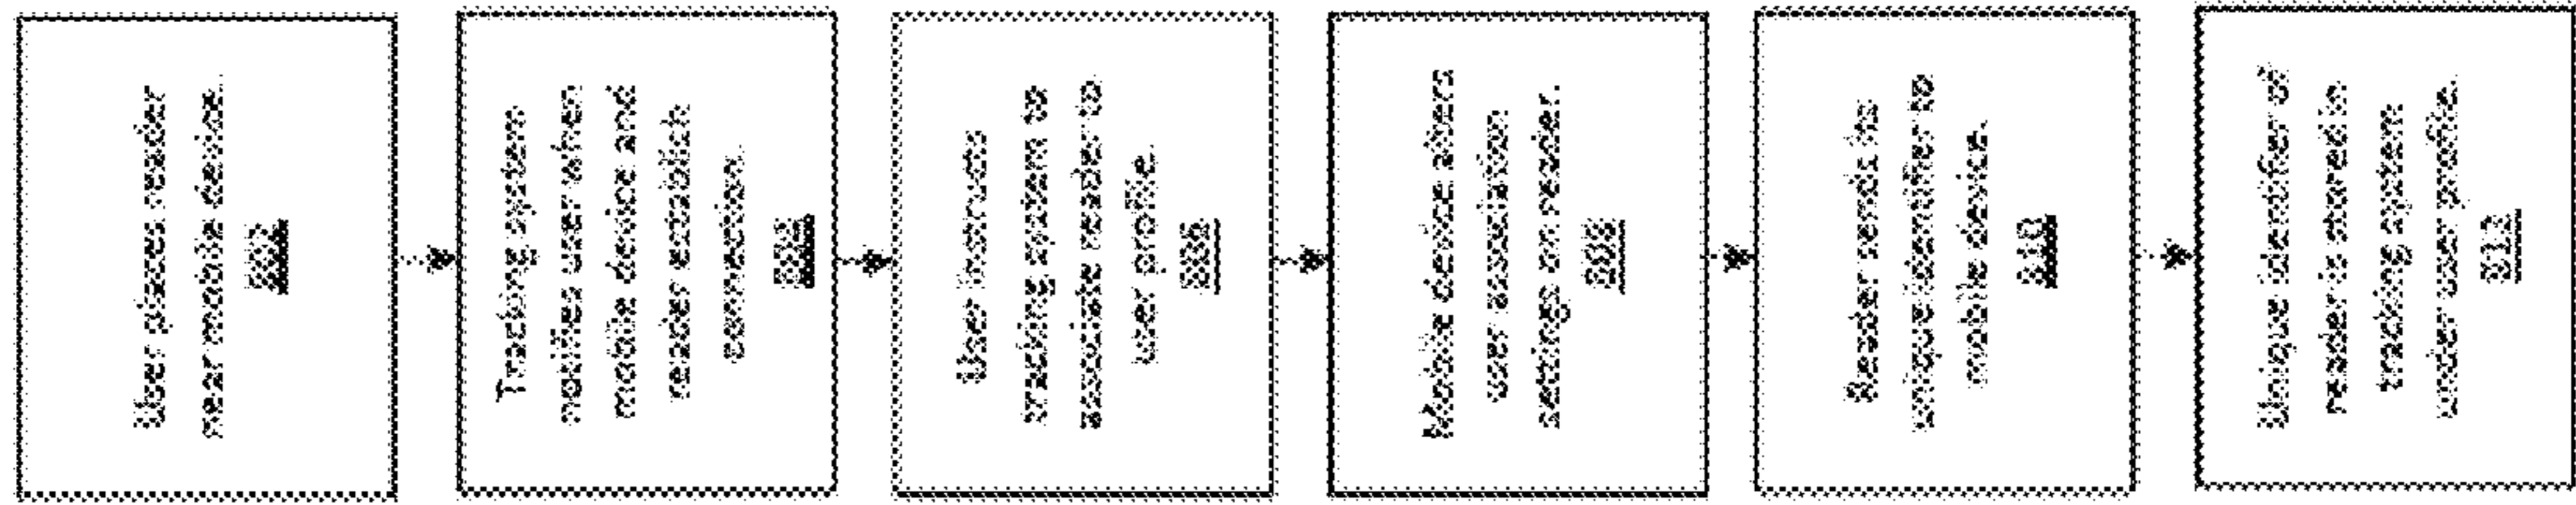 User places reader
near mobile device.
Tracking system
notifies user when
mobile device and
reader establish
connection.
User instructs
tracking system to
associate reader to
user profile.
Mobile device alters
user association
settings on reader.
Reader sends its
unique identifier to
mobile device.
Unique identifier of
reader is stored in
tracking system
under user profile.